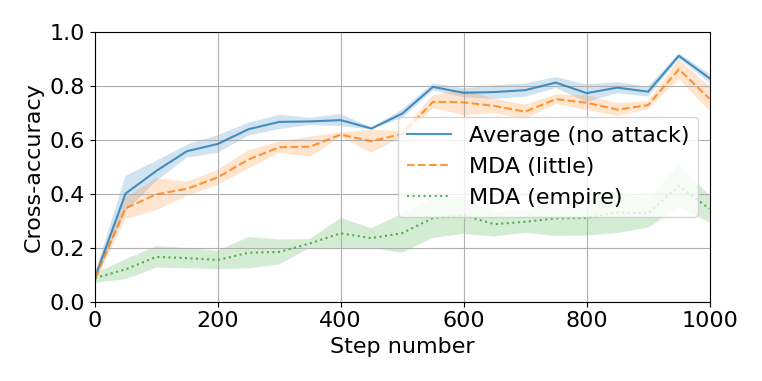 1.0
0.8
0.6
0.4
0.2
0.0
Cross-accuracy
Average (no attack)
MDA (little)
MDA (empire)
0 200 400 600 800 1000
Step number